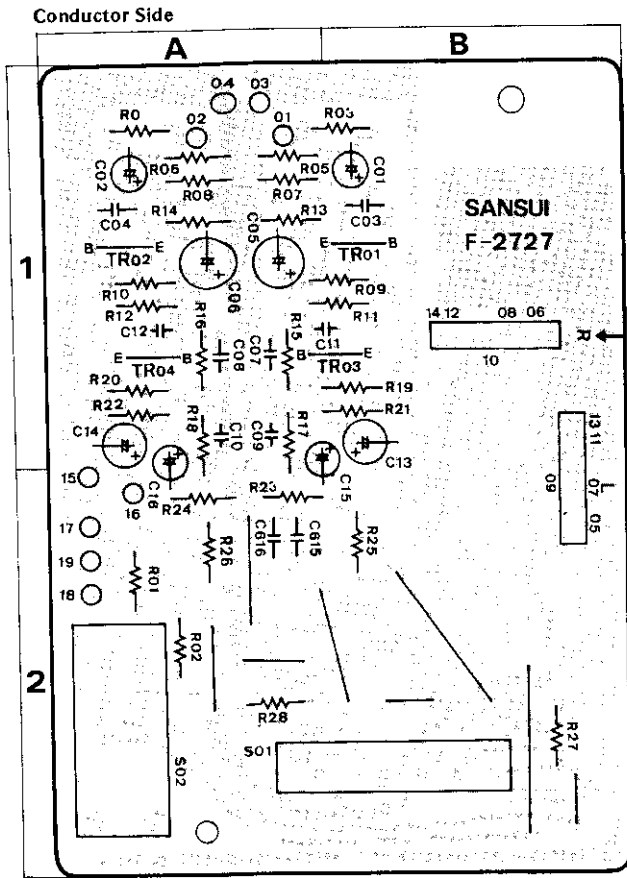 Conductor Side
A B
04 03
R0 02 01 R03
C02 R06 R05 C01
R08 R07
C04 R14 R13 C03
SANSUI
F-2727
1
B E C05 E B
TR02 TR01
R10 C06 R09
R12 R11
C12 R16 R15 C11
14 12 08 06
10
R
C08 C07
E B B E
TR04 TR03
R20 R19
R22 R21
C14 R18 C10 C09 R17 C13
13 11
09 07 L
05
15 C16 C15
16 R24 R23
17 R26 C616 C615 R25
19 R01
18
R02
2
R28 R27
S01
S02